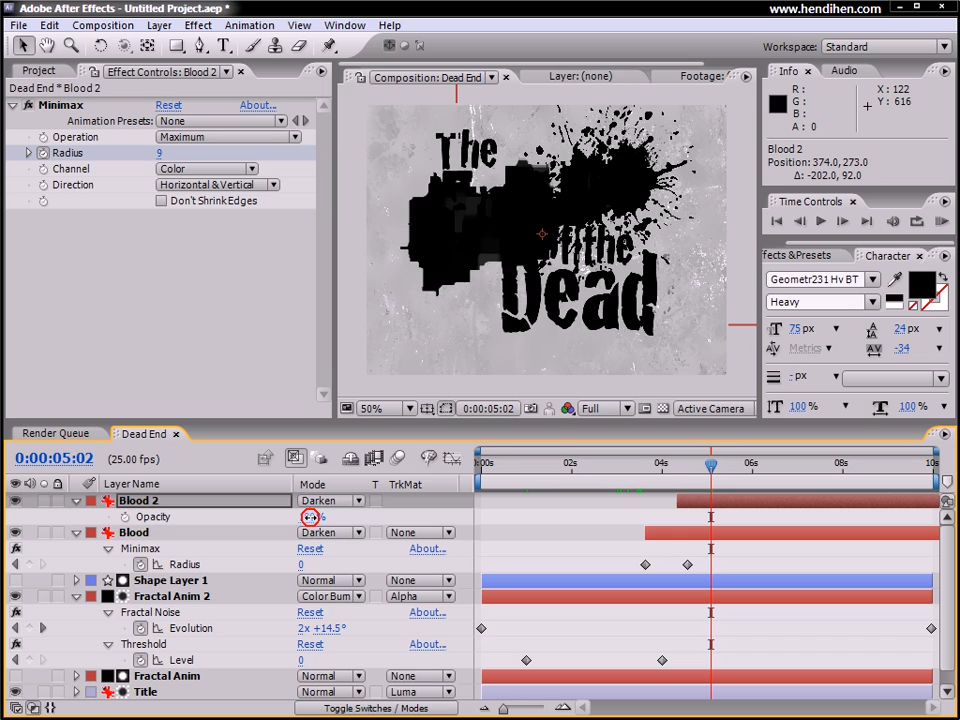 Adobe After Effects - Untitled Project.aep *
www.hendihen.com
File Edit Composition Layer Effect Animation View Window Help
Workspace: Standard
Project Effect Controls: Blood 2
Composition: Dead End
Layer: (none)
Footage:
Info Audio
Dead End * Blood 2
Minimax Reset About...
Animation Presets: None
Operation Maximum
Radius 9
Channel Color
Direction Horizontal & Vertical
Don't Shrink Edges
The
of the
Dead
50% 0:00:05:02 Full Active Camera
R :
G :
B :
A : 0
X : 122
Y : 616
Blood 2
Position: 374.0, 273.0
Δ: -202.0, 92.0
Time Controls
ffects & Presets Character
Geometr231 Hv BT
Heavy
75 px 24 px
Metrics -34
- px
100 % 100 %
Render Queue Dead End
0:00:05:02 (25.00 fps)
:00s 02s 04s 06s 08s 10s
Layer Name Mode T TrkMat
Blood 2 Darken
Opacity %
Blood Darken None
Minimax Reset About...
Radius 0
Shape Layer 1 Normal None
Fractal Anim 2 Color Burn Alpha
Fractal Noise Reset About...
Evolution 2x +14.5°
Threshold Reset About...
Level 0
Fractal Anim Normal None
Title Normal Luma
Toggle Switches / Modes